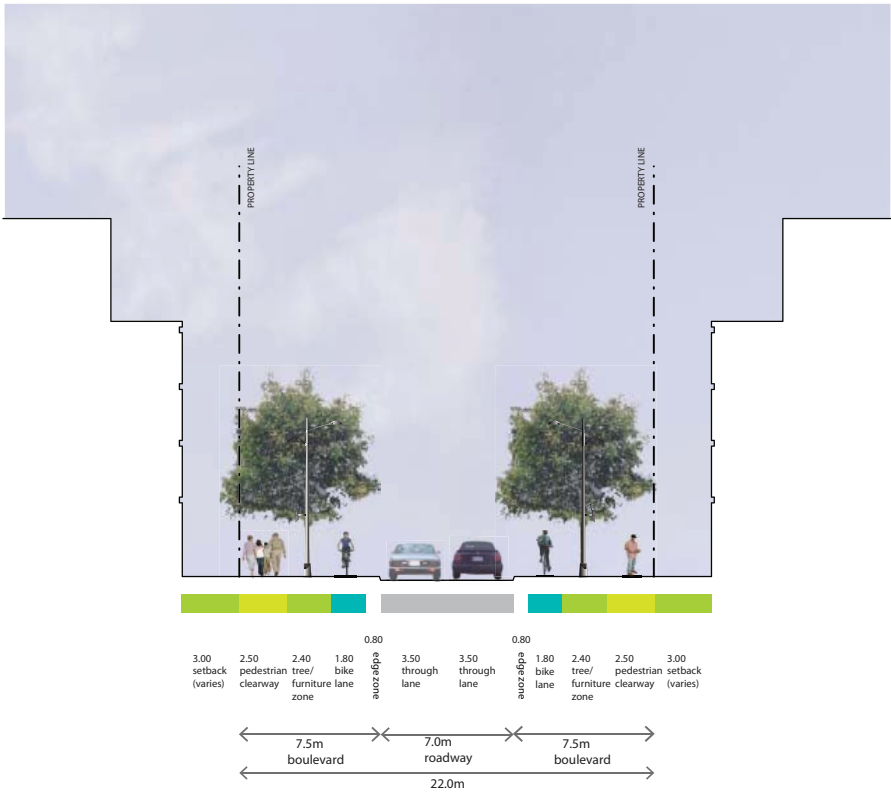 PROPERTY LINE
PROPERTY LINE
0.80
edge zone
0.80
edge zone
3.00
setback
(varies)
2.50
pedestrian
clearway
2.40
tree/
furniture
zone
1.80
bike
lane
3.50
through
lane
3.50
through
lane
1.80
bike
lane
2.40
tree/
furniture
zone
2.50
pedestrian
clearway
3.00
setback
(varies)
7.5m
boulevard
7.0m
roadway
7.5m
boulevard
22.0m